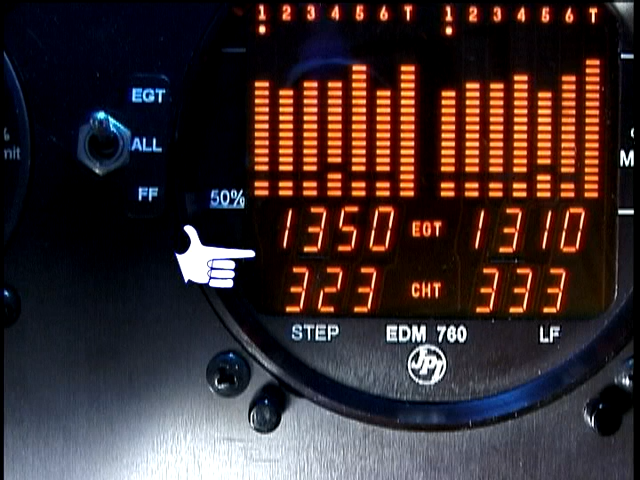 1 2 3 4 5 6 T 1 2 3 4 5 6 T
EGT
ALL
FF
50%
1350 EGT 1310
323 CHT 333
STEP EDM 760 LF
JPI
%
mit
M